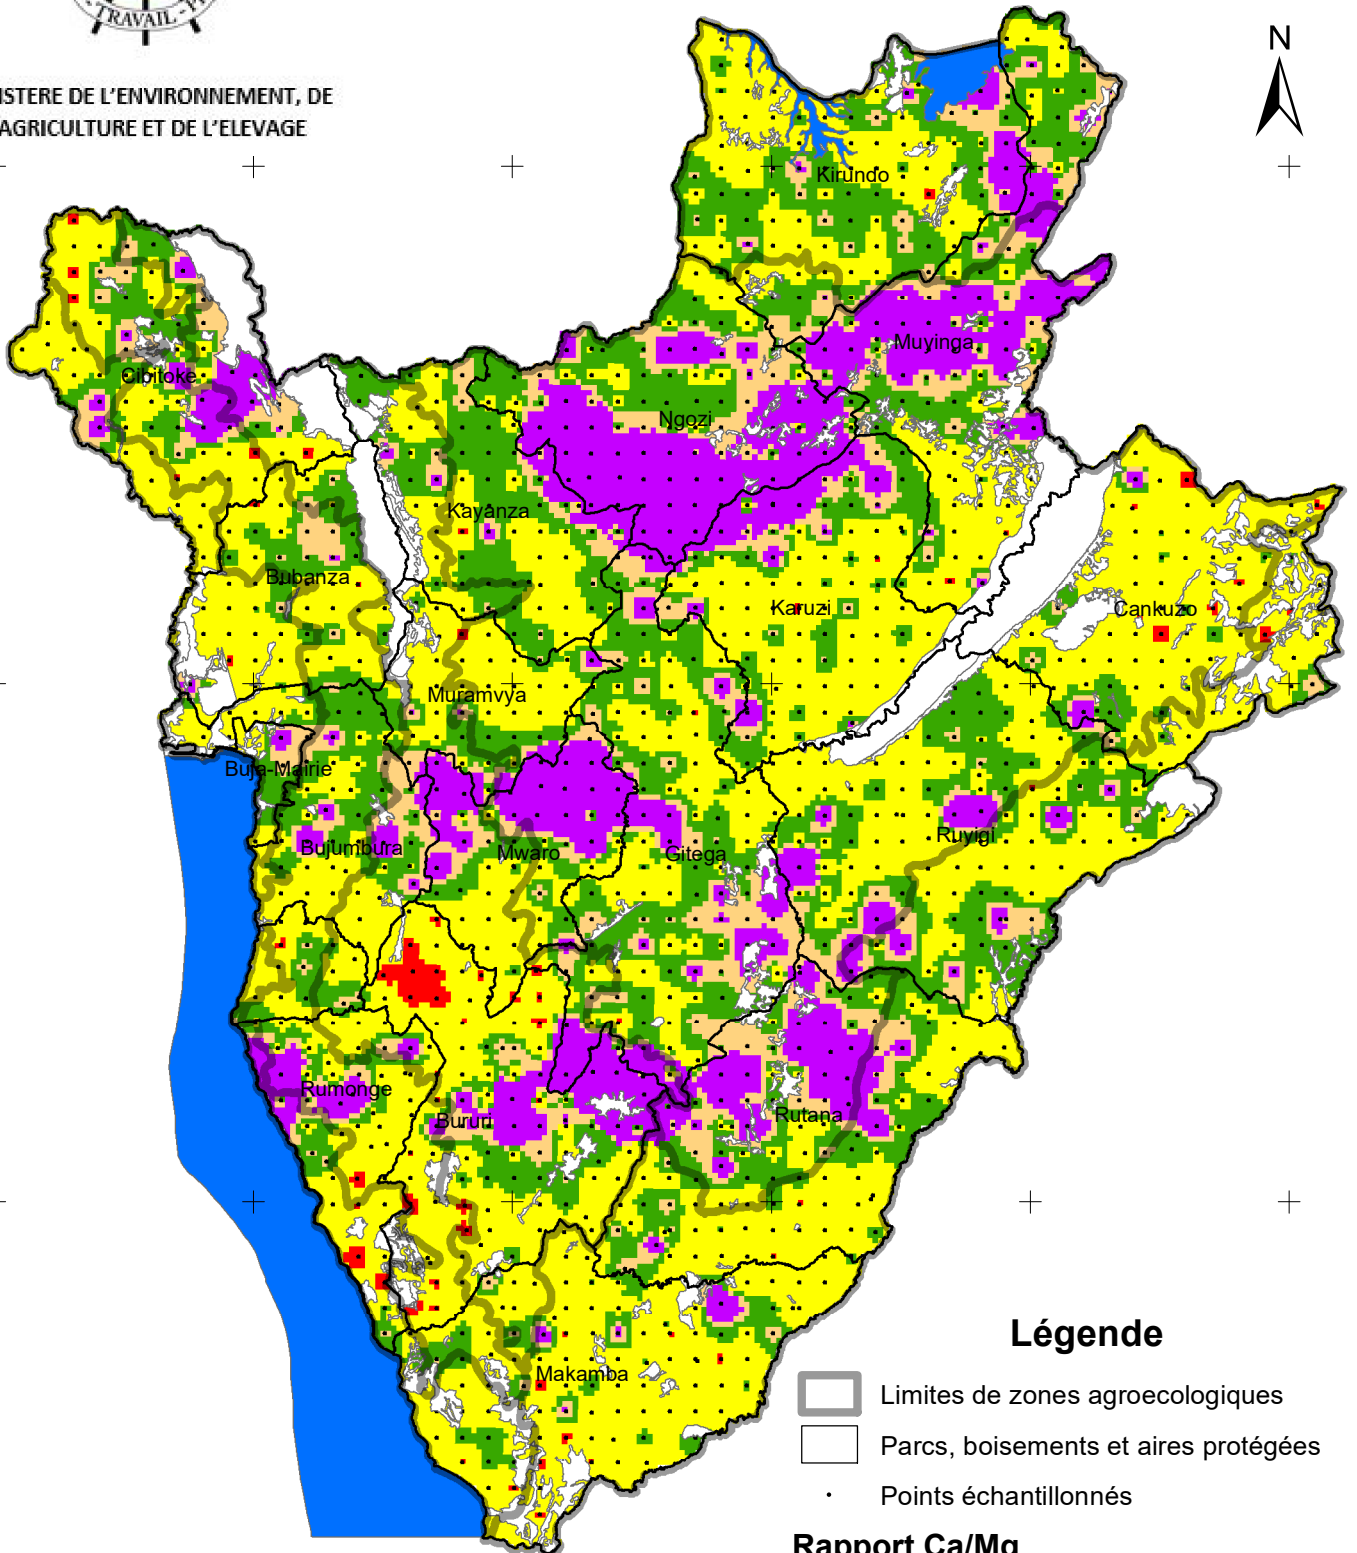 TRAVAIL
ISTERE DE L'ENVIRONNEMENT, DE
AGRICULTURE ET DE L'ELEVAGE
N
Kirundo
Muyinga
Cibitoke
Ngozi
Kayanza
Bubanza
Karuzi
Cankuzo
Muramvya
Buja-Mairie
Bujumbura
Mwaro
Gitega
Ruyigi
Rumonge
Bururi
Rutana
Makamba
Légende
Limites de zones agroecologiques
Parcs, boisements et aires protégées
Points échantillonnés
Rapport Ca/Mg